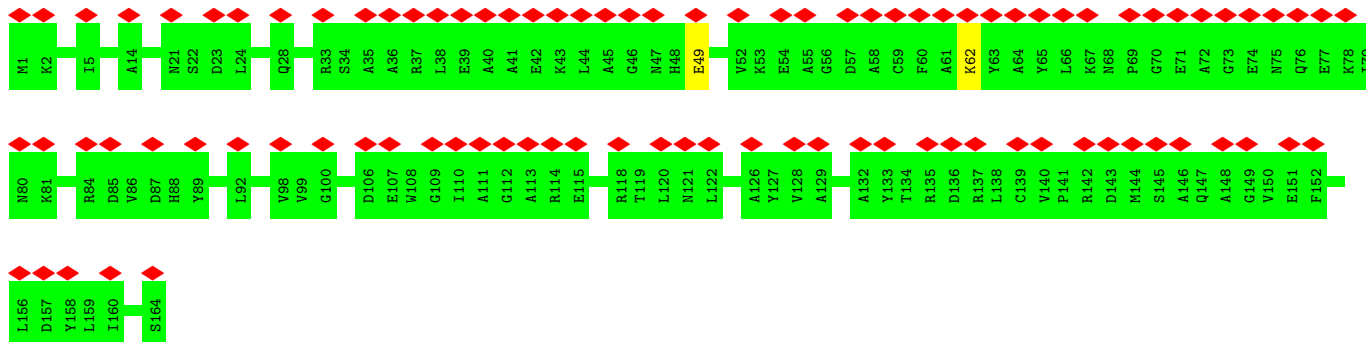 M1 K2 I5 A14 N21 S22 D23 L24 Q28 R33 S34 A35 A36 R37 L38 E39 A40 A41 E42 K43 L44 A45 G46 N47 H48 E49 V52 K53 E54 A55 G56 D57 A58 C59 F60 A61 K62 Y63 A64 Y65 L66 K67 N68 P69 G70 E71 A72 G73 E74 N75 Q76 E77 K78
N80 K81 R84 D85 V86 D87 H88 Y89 L92 V98 V99 G100 D106 E107 W108 G109 I110 A111 G112 A113 R114 E115 R118 T119 L120 N121 L122 A126 Y127 V128 A129 A132 Y133 T134 R135 D136 R137 L138 C139 V140 P141 R142 D143 M144 S145 A146 Q147 A148 G149 V150 E151 F152
L156 D157 Y158 L159 I160 S164